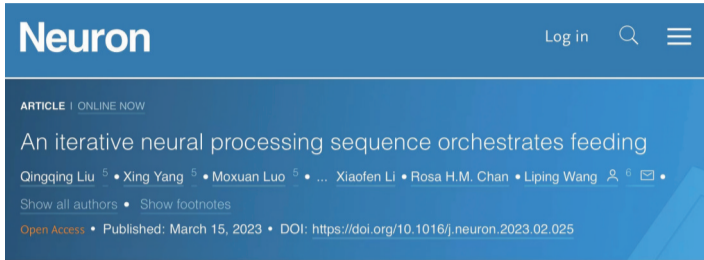 Neuron
Log in
ARTICLE | ONLINE NOW
An iterative neural processing sequence orchestrates feeding
Qingqing Liu 5 • Xing Yang 5 • Moxuan Luo 5 • ... Xiaofen Li • Rosa H.M. Chan • Liping Wang 6 •
Show all authors • Show footnotes
Open Access • Published: March 15, 2023 • DOI: https://doi.org/10.1016/j.neuron.2023.02.025